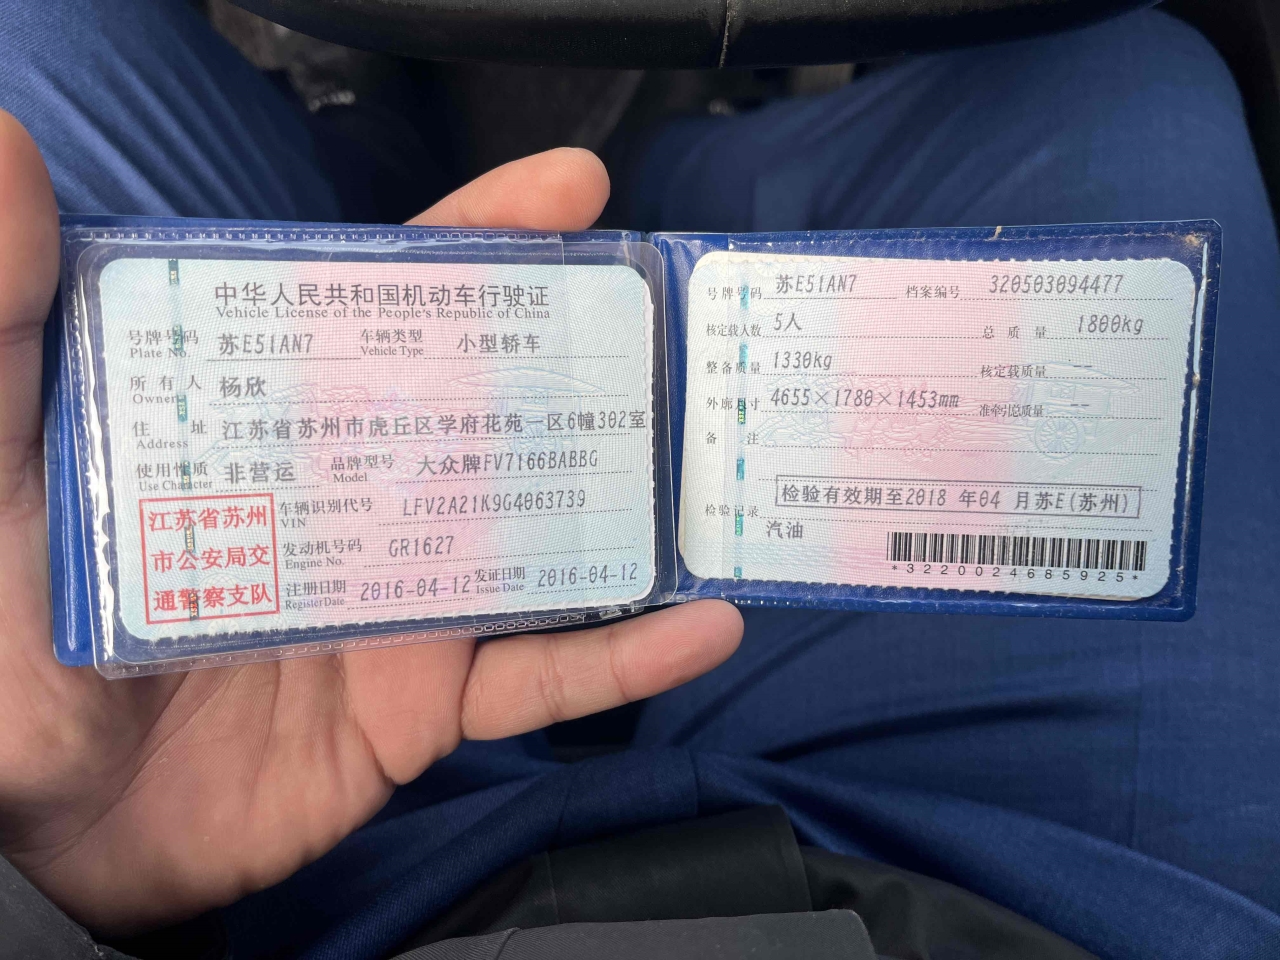 中华人民共和国机动车行驶证
Vehicle License of the People's Republic of China
号牌号码 苏E51AN7 车辆类型 小型轿车
Plate No. Vehicle Type
所有人 杨欣
Owner
住址 江苏省苏州市虎丘区学府花苑一区6幢302室
Address
使用性质 非营运 品牌型号 大众牌FV7166BABBG
Use Character Model
江苏省苏州
市公安局交
通警察支队
车辆识别代号 LFV2A21K9G4063739
VIN
发动机号码 GR1627
Engine No.
注册日期 2016-04-12 发证日期 2016-04-12
Register Date Issue Date
号牌号码 苏E51AN7 档案编号 320503094477
核定载人数 5人 总质量 1800kg
整备质量 1330kg 核定载质量 --
外廓尺寸 4655×1780×1453mm 准牵引总质量 --
备注
检验有效期至2018 年04 月苏E(苏州)
检验记录
汽油
*3220024685925*